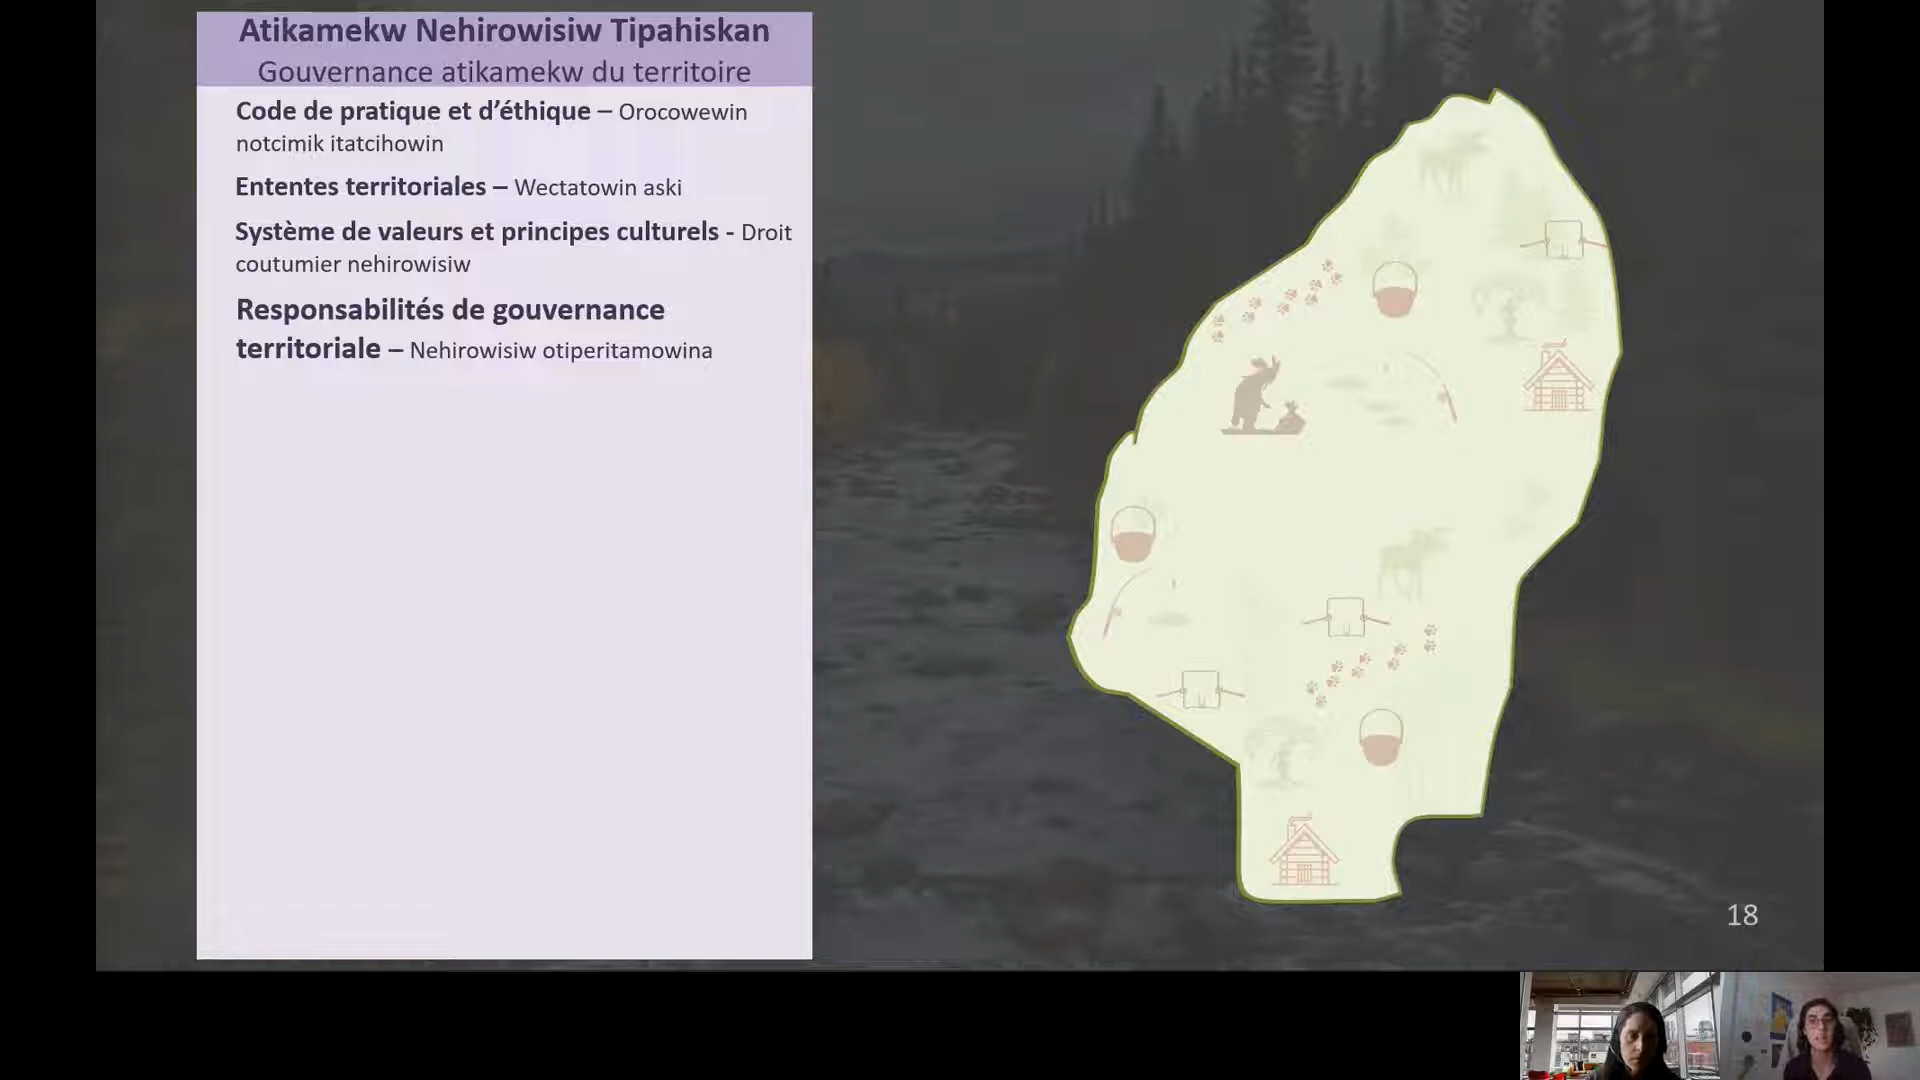 Atikamekw Nehirowisiw Tipahiskan
Gouvernance atikamekw du territoire
Code de pratique et d’éthique – Orocowewin
notcimik itatcihowin
Ententes territoriales – Wectatowin aski
Système de valeurs et principes culturels - Droit
coutumier nehirowisiw
Responsabilités de gouvernance
territoriale – Nehirowisiw otiperitamowina
18